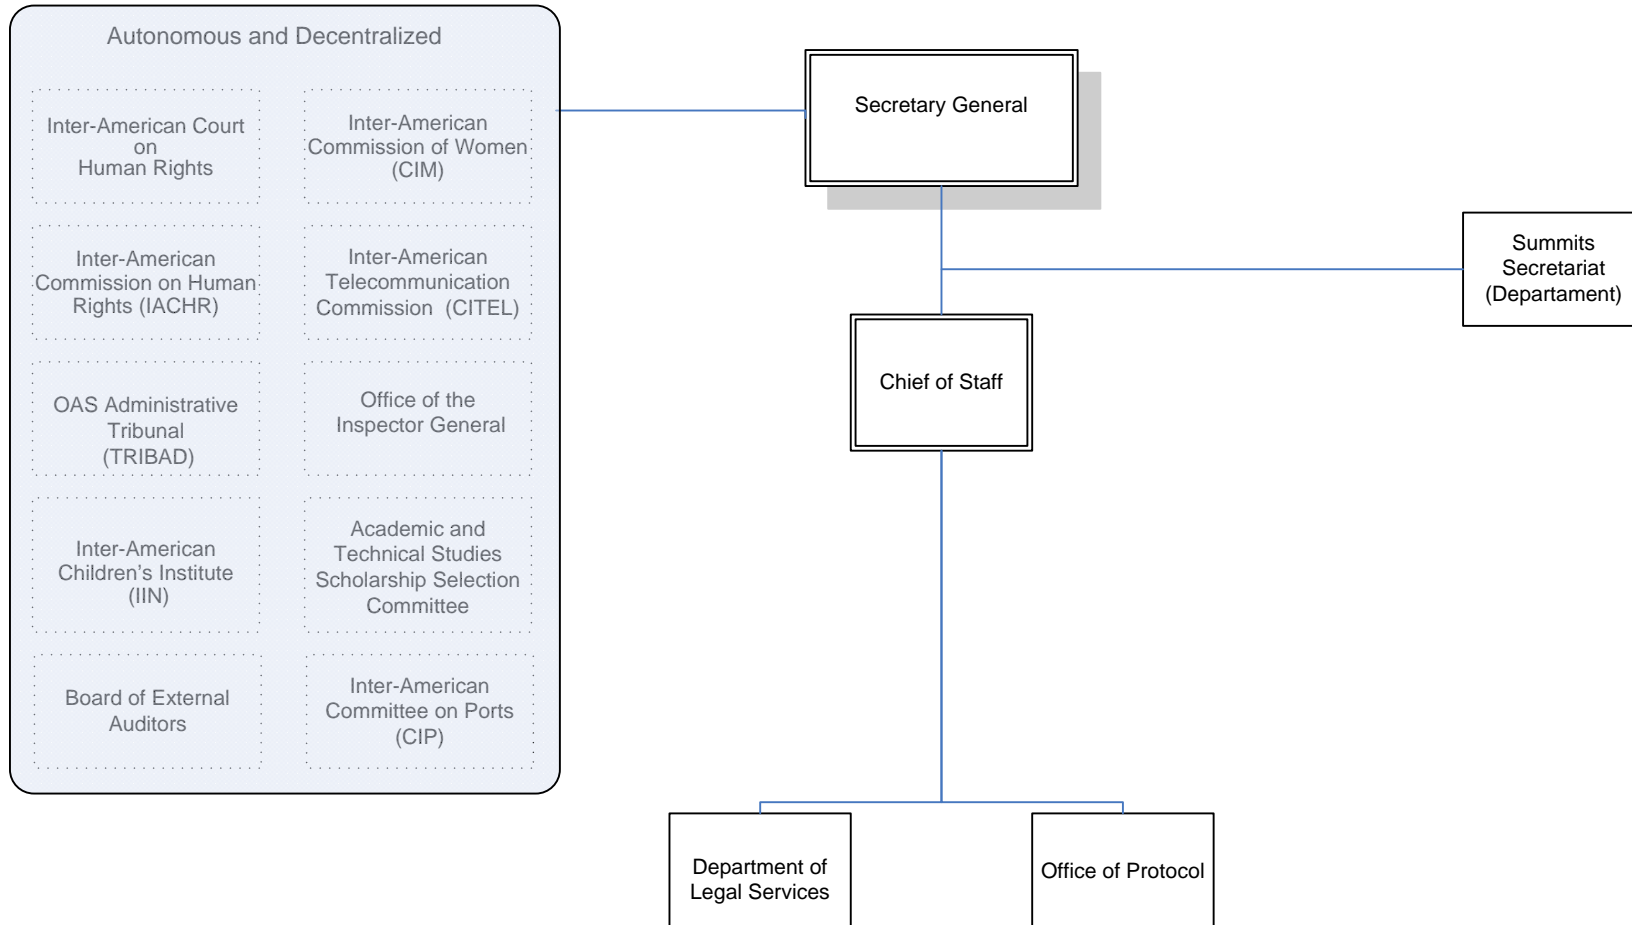 Autonomous and Decentralized
Inter-American Court
on
Human Rights
Inter-American
Commission of Women
(CIM)
Inter-American
Commission on Human
Rights (IACHR)
Inter-American
Telecommunication
Commission  (CITEL)
OAS Administrative
Tribunal
(TRIBAD)
Office of the
Inspector General
Inter-American
Children’s Institute
(IIN)
Academic and
Technical Studies
Scholarship Selection
Committee
Board of External
Auditors
Inter-American
Committee on Ports
(CIP)
Secretary General
Summits
Secretariat
(Departament)
Chief of Staff
Department of
Legal Services
Office of Protocol